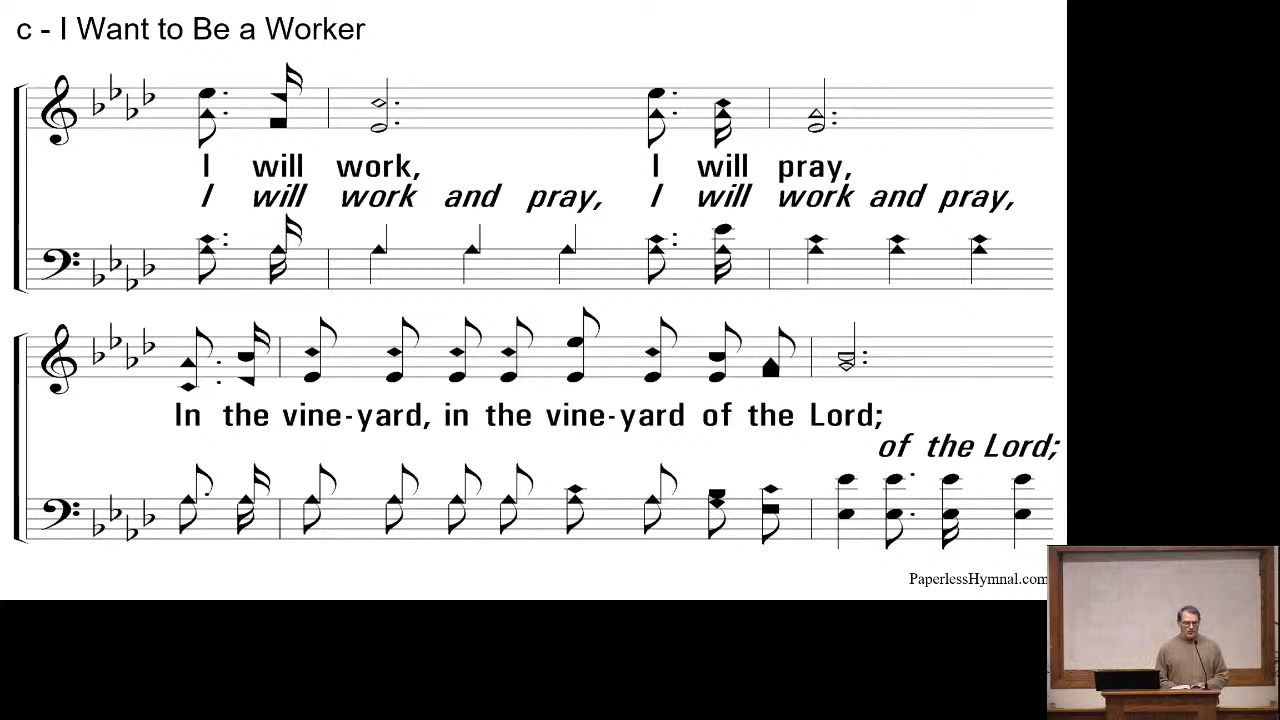 c - I Want to Be a Worker
I will work, I will pray,
I will work and pray, I will work and pray,
In the vine-yard, in the vine-yard of the Lord;
of the Lord;
PaperlessHymnal.com